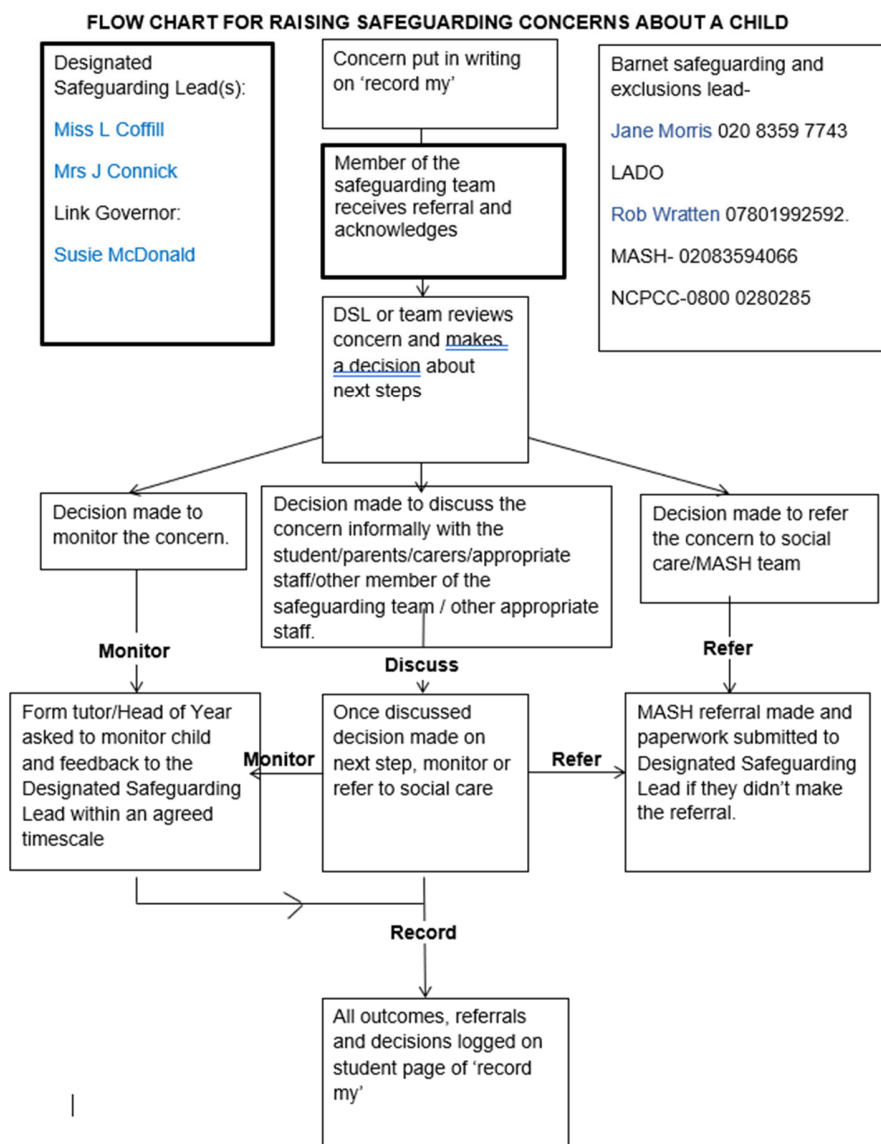 FLOW CHART FOR RAISING SAFEGUARDING CONCERNS ABOUT A CHILD
Designated
Safeguarding Lead(s):
Miss L Coffill
Mrs J Connick
Link Governor:
Susie McDonald
Concern put in writing
on ‘record my’
Barnet safeguarding and
exclusions lead-
Jane Morris 020 8359 7743
LADO
Rob Wratten 07801992592.
MASH- 02083594066
NCPCC-0800 0280285
Member of the
safeguarding team
receives referral and
acknowledges
DSL or team reviews
concern and makes
a decision about
next steps
Decision made to
monitor the concern.
Decision made to discuss the
concern informally with the
student/parents/carers/appropriate
staff/other member of the
safeguarding team / other appropriate
staff.
Decision made to refer
the concern to social
care/MASH team
Monitor
Discuss
Refer
Form tutor/Head of Year
asked to monitor child
and feedback to the
Designated Safeguarding
Lead within an agreed
timescale
Monitor
Once discussed
decision made on
next step, monitor or
refer to social care
Refer
MASH referral made and
paperwork submitted to
Designated Safeguarding
Lead if they didn’t make
the referral.
Record
All outcomes, referrals
and decisions logged on
student page of ‘record
my’